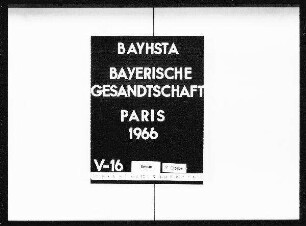 BAYHSTA
BAYERISCHE
GESANDTSCHAFT
PARIS
1966
V-16